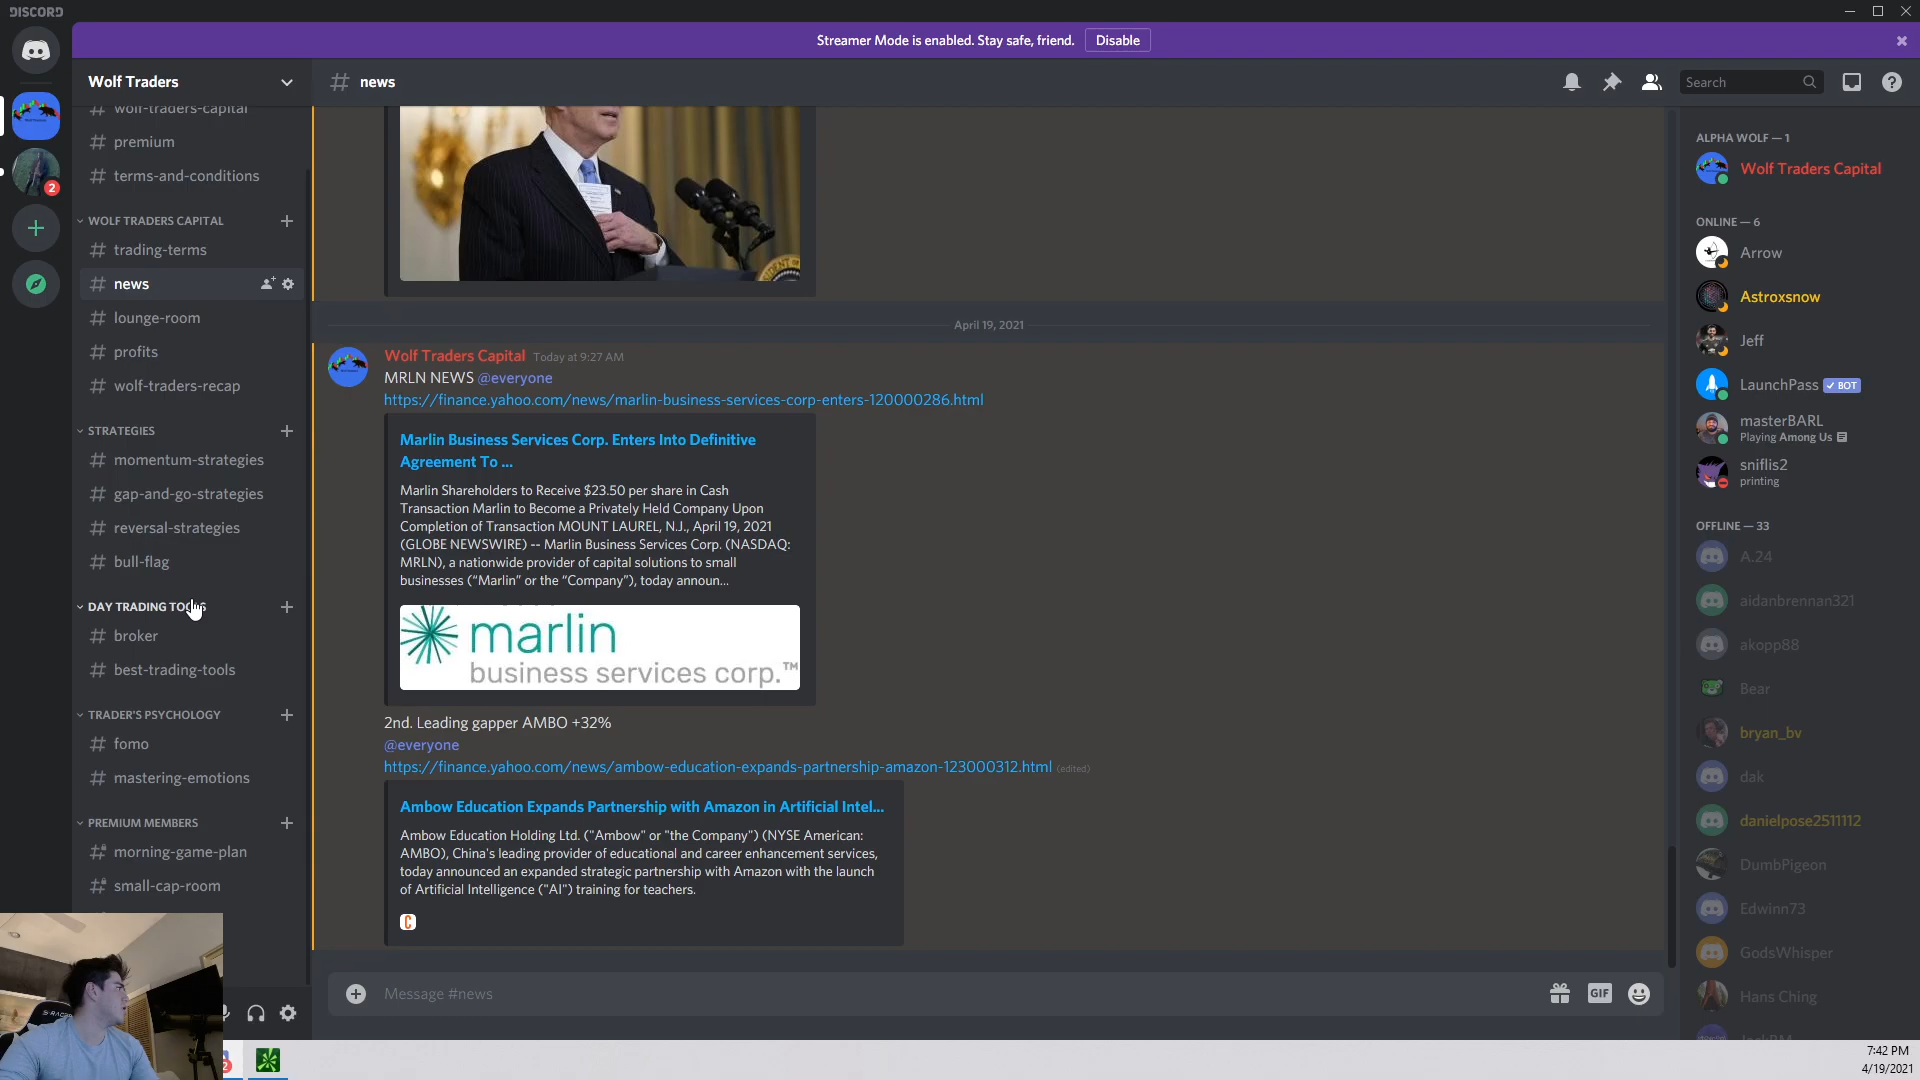 DISCORD
Streamer Mode is enabled. Stay safe, friend. Disable
2
Wolf Traders
wolf-traders-capital
premium
terms-and-conditions
WOLF TRADERS CAPITAL
trading-terms
news
lounge-room
profits
wolf-traders-recap
STRATEGIES
momentum-strategies
gap-and-go-strategies
reversal-strategies
bull-flag
DAY TRADING TOOLS
broker
best-trading-tools
TRADER'S PSYCHOLOGY
fomo
mastering-emotions
PREMIUM MEMBERS
morning-game-plan
small-cap-room
# news
Search
April 19, 2021
Wolf Traders Capital Today at 9:27 AM
MRLN NEWS @everyone
https://finance.yahoo.com/news/marlin-business-services-corp-enters-120000286.html
Marlin Business Services Corp. Enters Into Definitive
Agreement To ...
Marlin Shareholders to Receive $23.50 per share in Cash
Transaction Marlin to Become a Privately Held Company Upon
Completion of Transaction MOUNT LAUREL, N.J., April 19, 2021
(GLOBE NEWSWIRE) -- Marlin Business Services Corp. (NASDAQ:
MRLN), a nationwide provider of capital solutions to small
businesses (“Marlin” or the “Company”), today announ...
marlin
business services corp.™
2nd. Leading gapper AMBO +32%
@everyone
https://finance.yahoo.com/news/ambow-education-expands-partnership-amazon-123000312.html (edited)
Ambow Education Expands Partnership with Amazon in Artificial Intel...
Ambow Education Holding Ltd. ("Ambow" or "the Company") (NYSE American:
AMBO), China's leading provider of educational and career enhancement services,
today announced an expanded strategic partnership with Amazon with the launch
of Artificial Intelligence ("AI") training for teachers.
Message #news
GIF
ALPHA WOLF — 1
Wolf Traders Capital
ONLINE — 6
Arrow
Astroxsnow
Jeff
LaunchPass BOT
masterBARL
Playing Among Us
sniflis2
printing
OFFLINE — 33
A.24
aidanbrennan321
akopp88
Bear
bryan_bv
dak
danielpose2511112
DumbPigeon
Edwinn73
GodsWhisper
Hans Ching
7:42 PM
4/19/2021